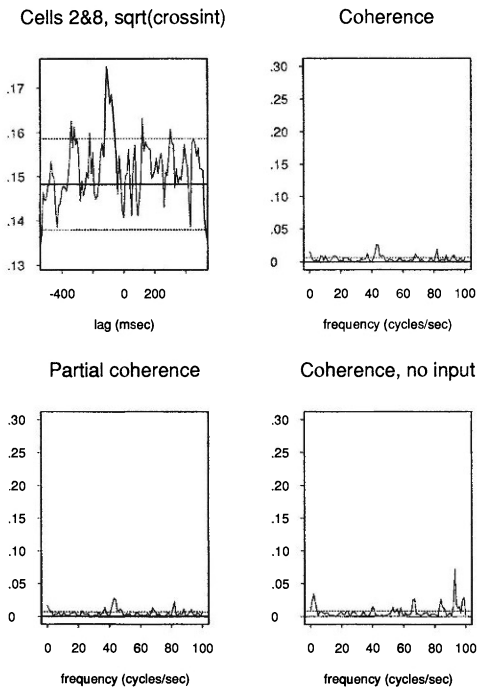 Cells 2&8, sqrt(crossint)
.17
.16
.15
.14
.13
-400 -200 0 200
lag (msec)
Coherence
.30
.25
.20
.15
.10
.05
0
0 20 40 60 80 100
frequency (cycles/sec)
Partial coherence
.30
.25
.20
.15
.10
.05
0
0 20 40 60 80 100
frequency (cycles/sec)
Coherence, no input
.30
.25
.20
.15
.10
.05
0
0 20 40 60 80 100
frequency (cycles/sec)